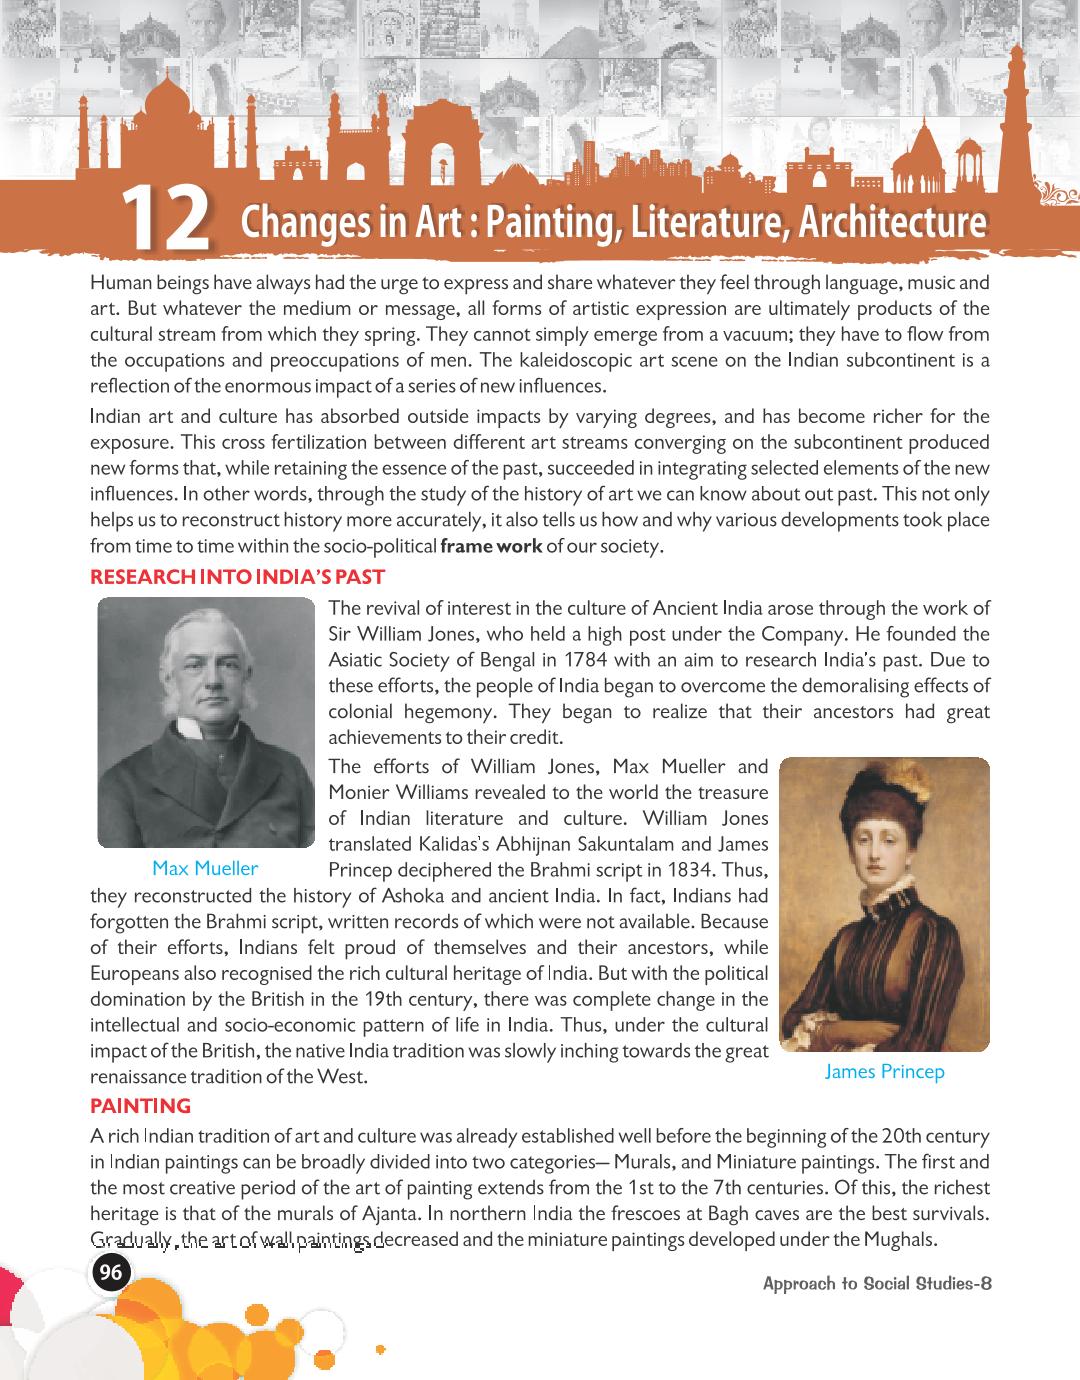 12 Changes in Art : Painting, Literature, Architecture
Human beings have always had the urge to express and share whatever they feel through language, music and
art. But whatever the medium or message, all forms of artistic expression are ultimately products of the
cultural stream from which they spring. They cannot simply emerge from a vacuum; they have to flow from
the occupations and preoccupations of men. The kaleidoscopic art scene on the Indian subcontinent is a
reflection of the enormous impact of a series of new influences.
Indian art and culture has absorbed outside impacts by varying degrees, and has become richer for the
exposure. This cross fertilization between different art streams converging on the subcontinent produced
new forms that, while retaining the essence of the past, succeeded in integrating selected elements of the new
influences. In other words, through the study of the history of art we can know about out past. This not only
helps us to reconstruct history more accurately, it also tells us how and why various developments took place
from time to time within the socio-political frame work of our society.
RESEARCH INTO INDIA'S PAST
The revival of interest in the culture of Ancient India arose through the work of
Sir William Jones, who held a high post under the Company. He founded the
Asiatic Society of Bengal in 1784 with an aim to research India's past. Due to
these efforts, the people of India began to overcome the demoralising effects of
colonial hegemony. They began to realize that their ancestors had great
achievements to their credit.
The efforts of William Jones, Max Mueller and
Monier Williams revealed to the world the treasure
of Indian literature and culture. William Jones
translated Kalidas's Abhijnan Sakuntalam and James
Princep deciphered the Brahmi script in 1834. Thus,
Max Mueller
they reconstructed the history of Ashoka and ancient India. In fact, Indians had
forgotten the Brahmi script, written records of which were not available. Because
of their efforts, Indians felt proud of themselves and their ancestors, while
Europeans also recognised the rich cultural heritage of India. But with the political
domination by the British in the 19th century, there was complete change in the
intellectual and socio-economic pattern of life in India. Thus, under the cultural
impact of the British, the native India tradition was slowly inching towards the great
renaissance tradition of the West.
James Princep
PAINTING
A rich Indian tradition of art and culture was already established well before the beginning of the 20th century
in Indian paintings can be broadly divided into two categories— Murals, and Miniature paintings. The first and
the most creative period of the art of painting extends from the 1st to the 7th centuries. Of this, the richest
heritage is that of the murals of Ajanta. In northern India the frescoes at Bagh caves are the best survivals.
Gradually, the art of wall paintings decreased and the miniature paintings developed under the Mughals.
96
Approach to Social Studies-8